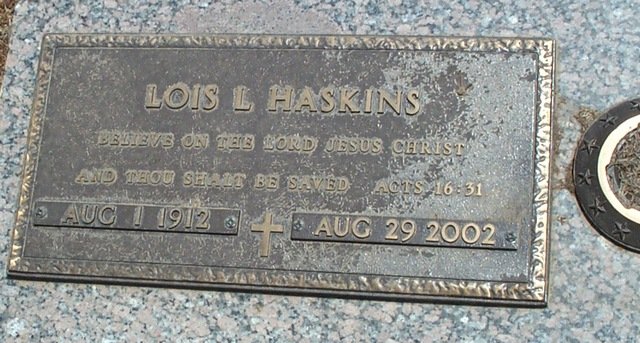 LOIS L HASKINS
BELIEVE ON THE LORD JESUS CHRIST
AND THOU SHALT BE SAVED ACTS 16-31
AUG 1 1912 AUG 29 2002